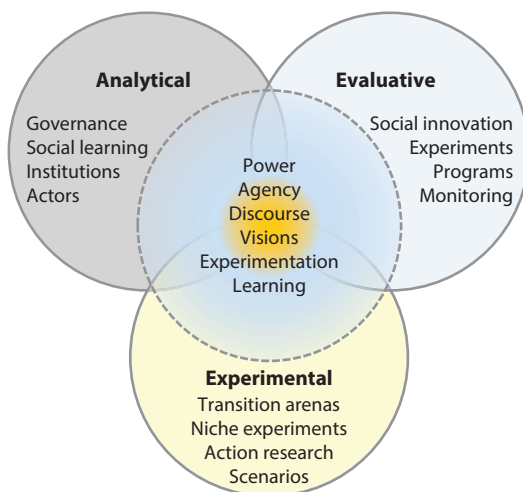 Analytical
Governance
Social learning
Institutions
Actors
Evaluative
Social innovation
Experiments
Programs
Monitoring
Power
Agency
Discourse
Visions
Experimentation
Learning
Experimental
Transition arenas
Niche experiments
Action research
Scenarios